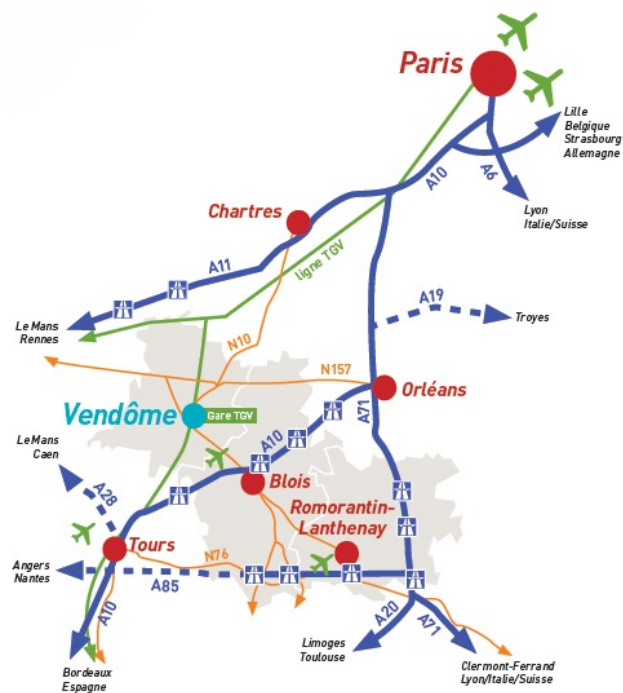 Paris
Lille
Belgique
Strasbourg
Allemagne
A10
A6
Lyon
Italie/Suisse
Chartres
ligne TGV
A11
A19
Troyes
Le Mans
Rennes
N10
N157
Orléans
Vendôme
Gare TGV
A71
A10
Le Mans
Caen
Blois
A28
Romorantin-
Lanthenay
Tours
N76
Angers
Nantes
A85
A10
A20
A71
Limoges
Toulouse
Bordeaux
Espagne
Clermont-Ferrand
Lyon/Italie/Suisse